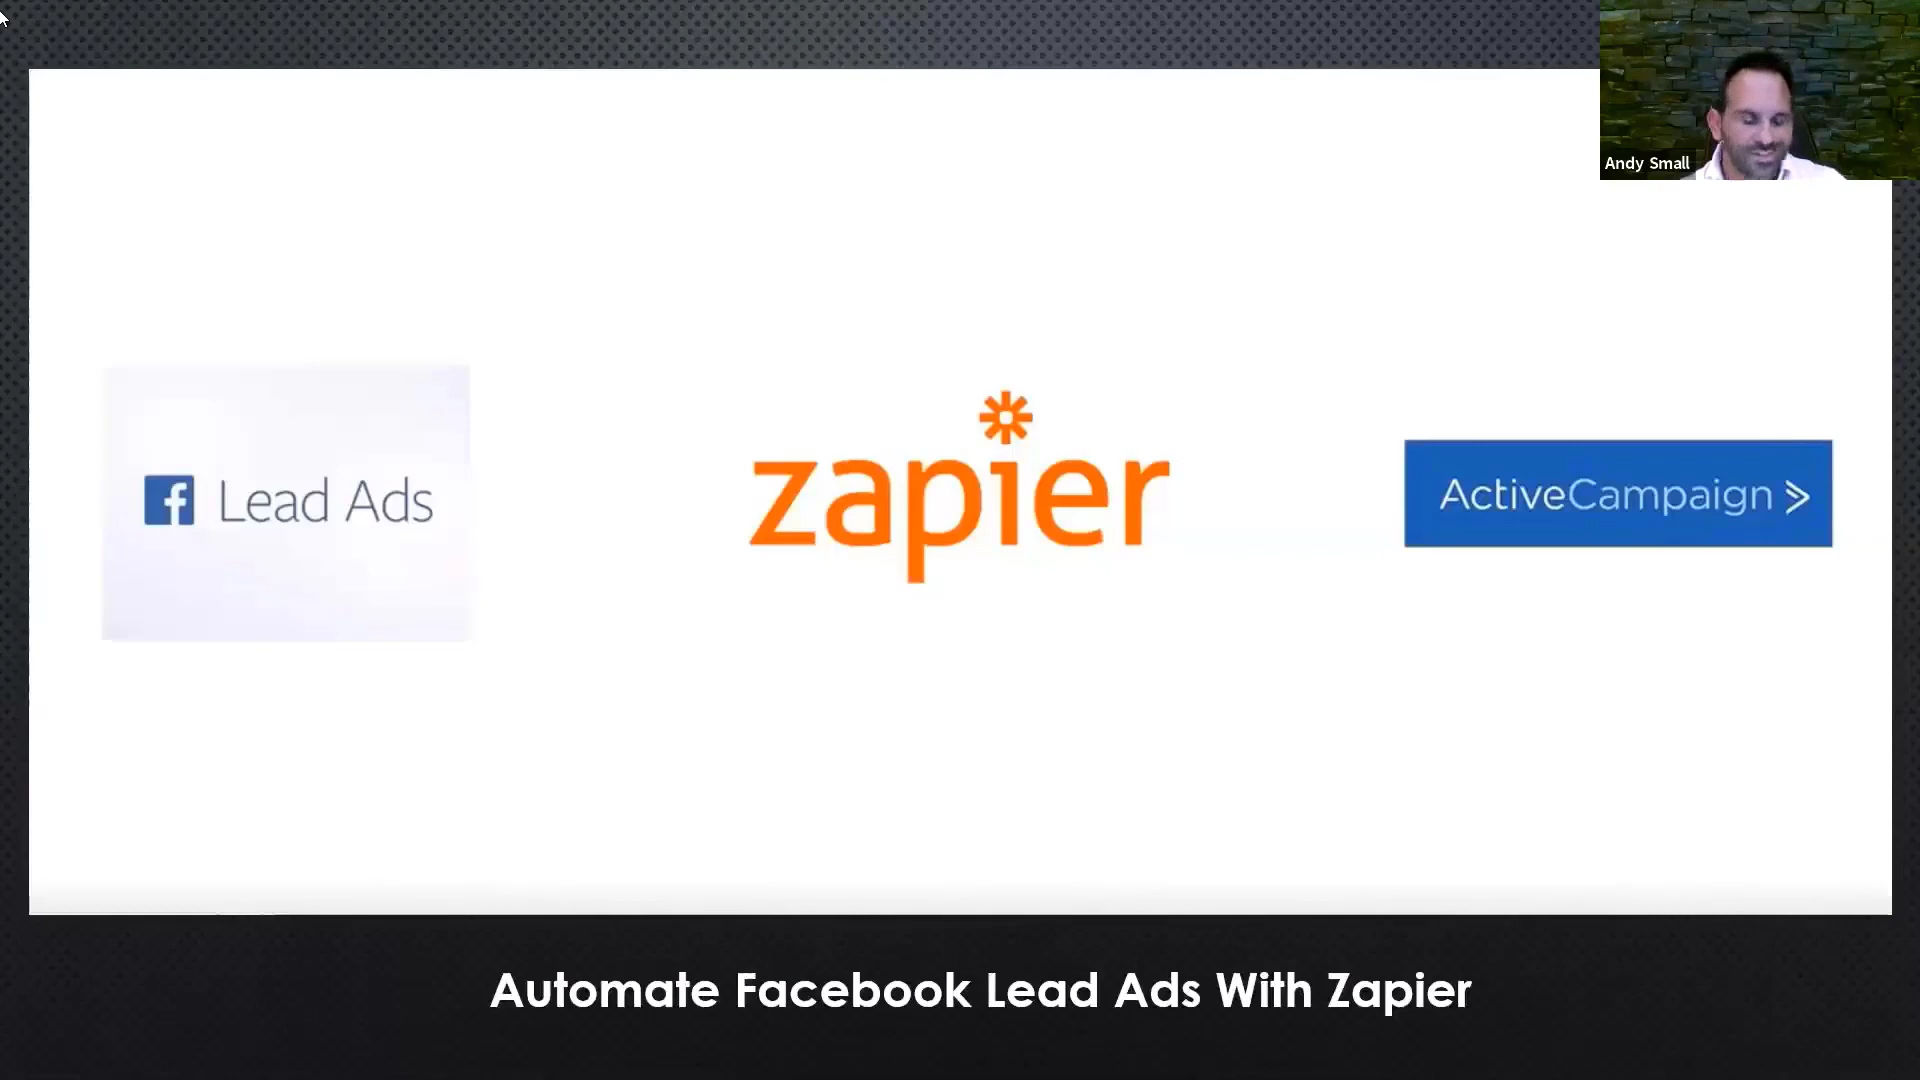 Andy Small
f Lead Ads
zapier
ActiveCampaign
Automate Facebook Lead Ads With Zapier